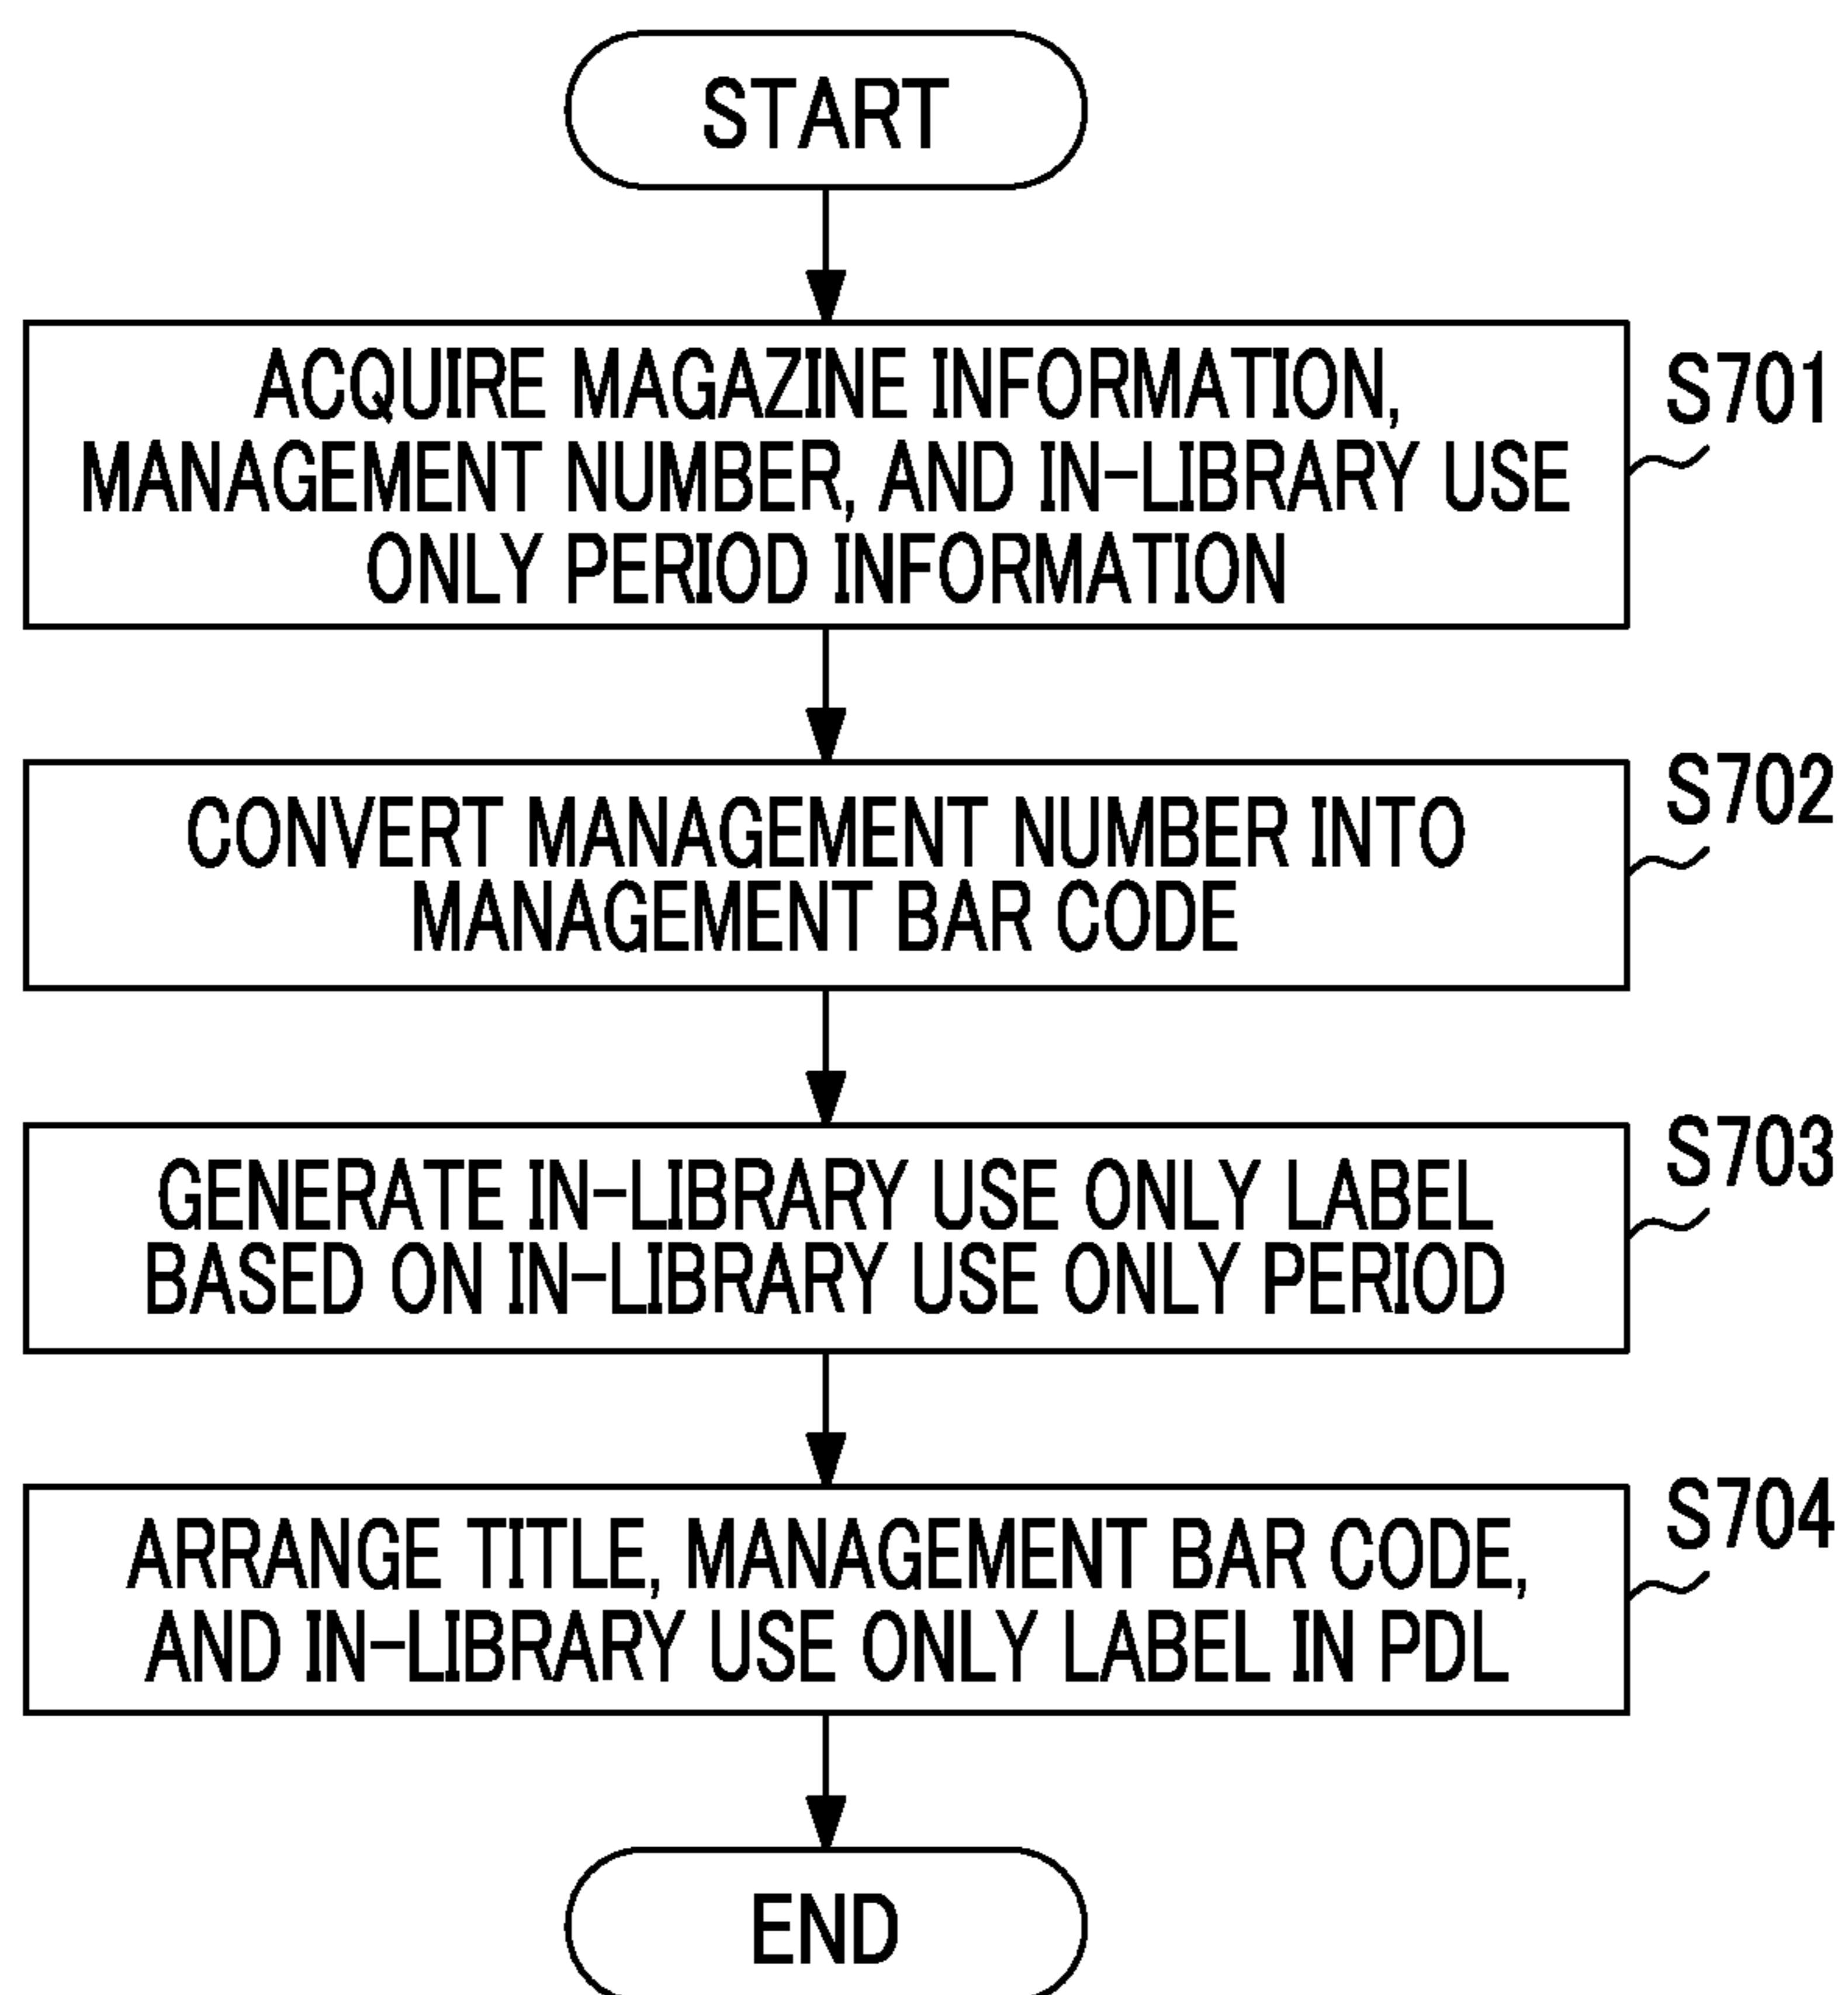 START
ACQUIRE MAGAZINE INFORMATION,
MANAGEMENT NUMBER, AND IN-LIBRARY USE
ONLY PERIOD INFORMATION
S701
CONVERT MANAGEMENT NUMBER INTO
MANAGEMENT BAR CODE
S702
GENERATE IN-LIBRARY USE ONLY LABEL
BASED ON IN-LIBRARY USE ONLY PERIOD
S703
ARRANGE TITLE, MANAGEMENT BAR CODE,
AND IN-LIBRARY USE ONLY LABEL IN PDL
S704
END